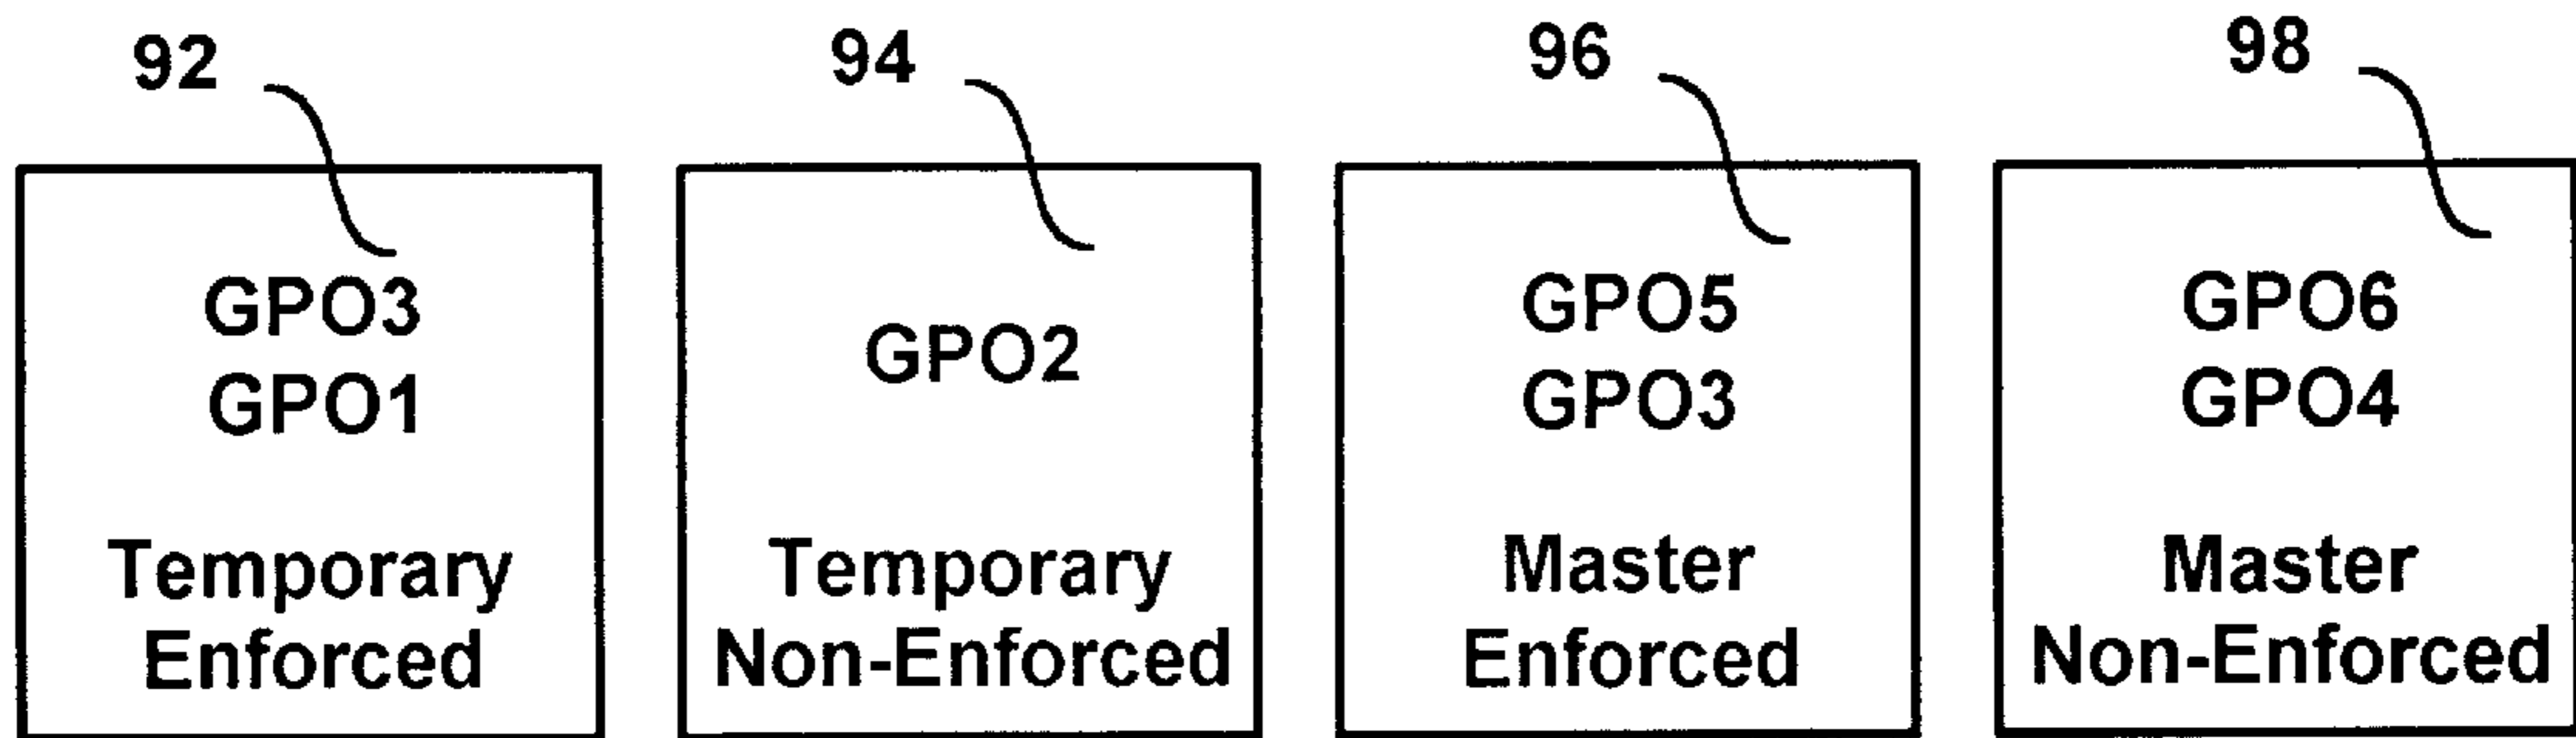 92
94
96
98
GPO3
GPO1
Temporary
Enforced
GPO2
Temporary
Non-Enforced
GPO5
GPO3
Master
Enforced
GPO6
GPO4
Master
Non-Enforced